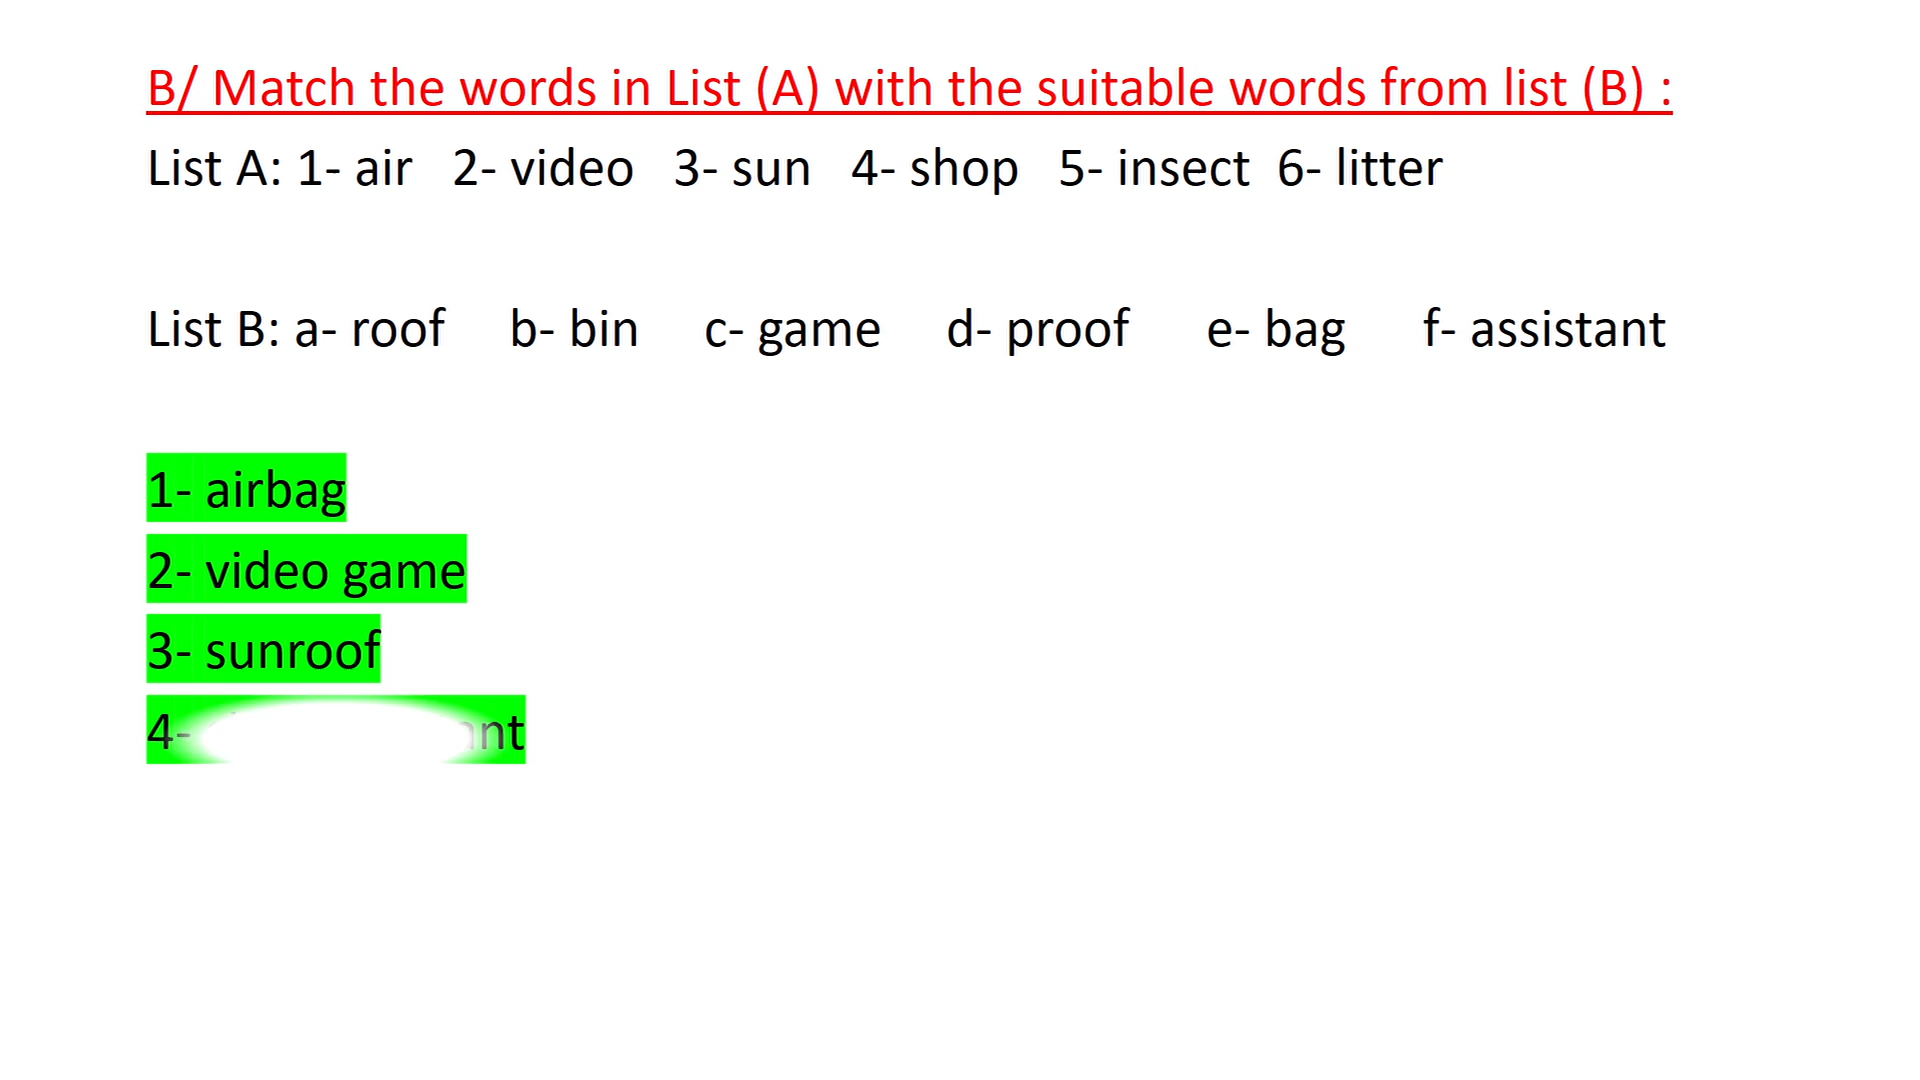 B/ Match the words in List (A) with the suitable words from list (B) :
List A: 1- air 2- video 3- sun 4- shop 5- insect 6- litter
List B: a- roof b- bin c- game d- proof e- bag f- assistant
1- airbag
2- video game
3- sunroof
4-